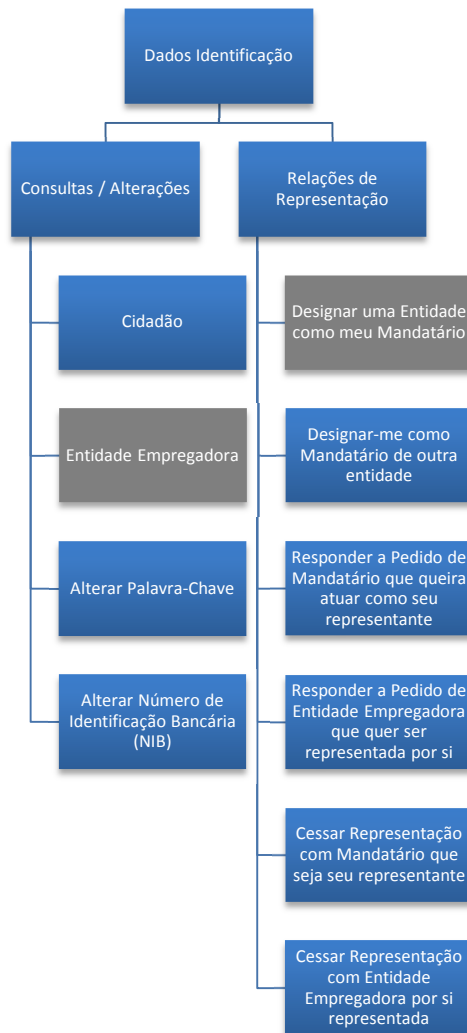 Dados Identificação
Consultas / Alterações
Cidadão
Entidade Empregadora
Alterar Palavra-Chave
Alterar Número de
Identificação Bancária
(NIB)
Relações de
Representação
Designar uma Entidade
como meu Mandatário
Designar-me como
Mandatário de outra
entidade
Responder a Pedido de
Mandatário que queira
atuar como seu
representante
Responder a Pedido de
Entidade Empregadora
que quer ser
representada por si
Cessar Representação
com Mandatário que
seja seu representante
Cessar Representação
com Entidade
Empregadora por si
representada